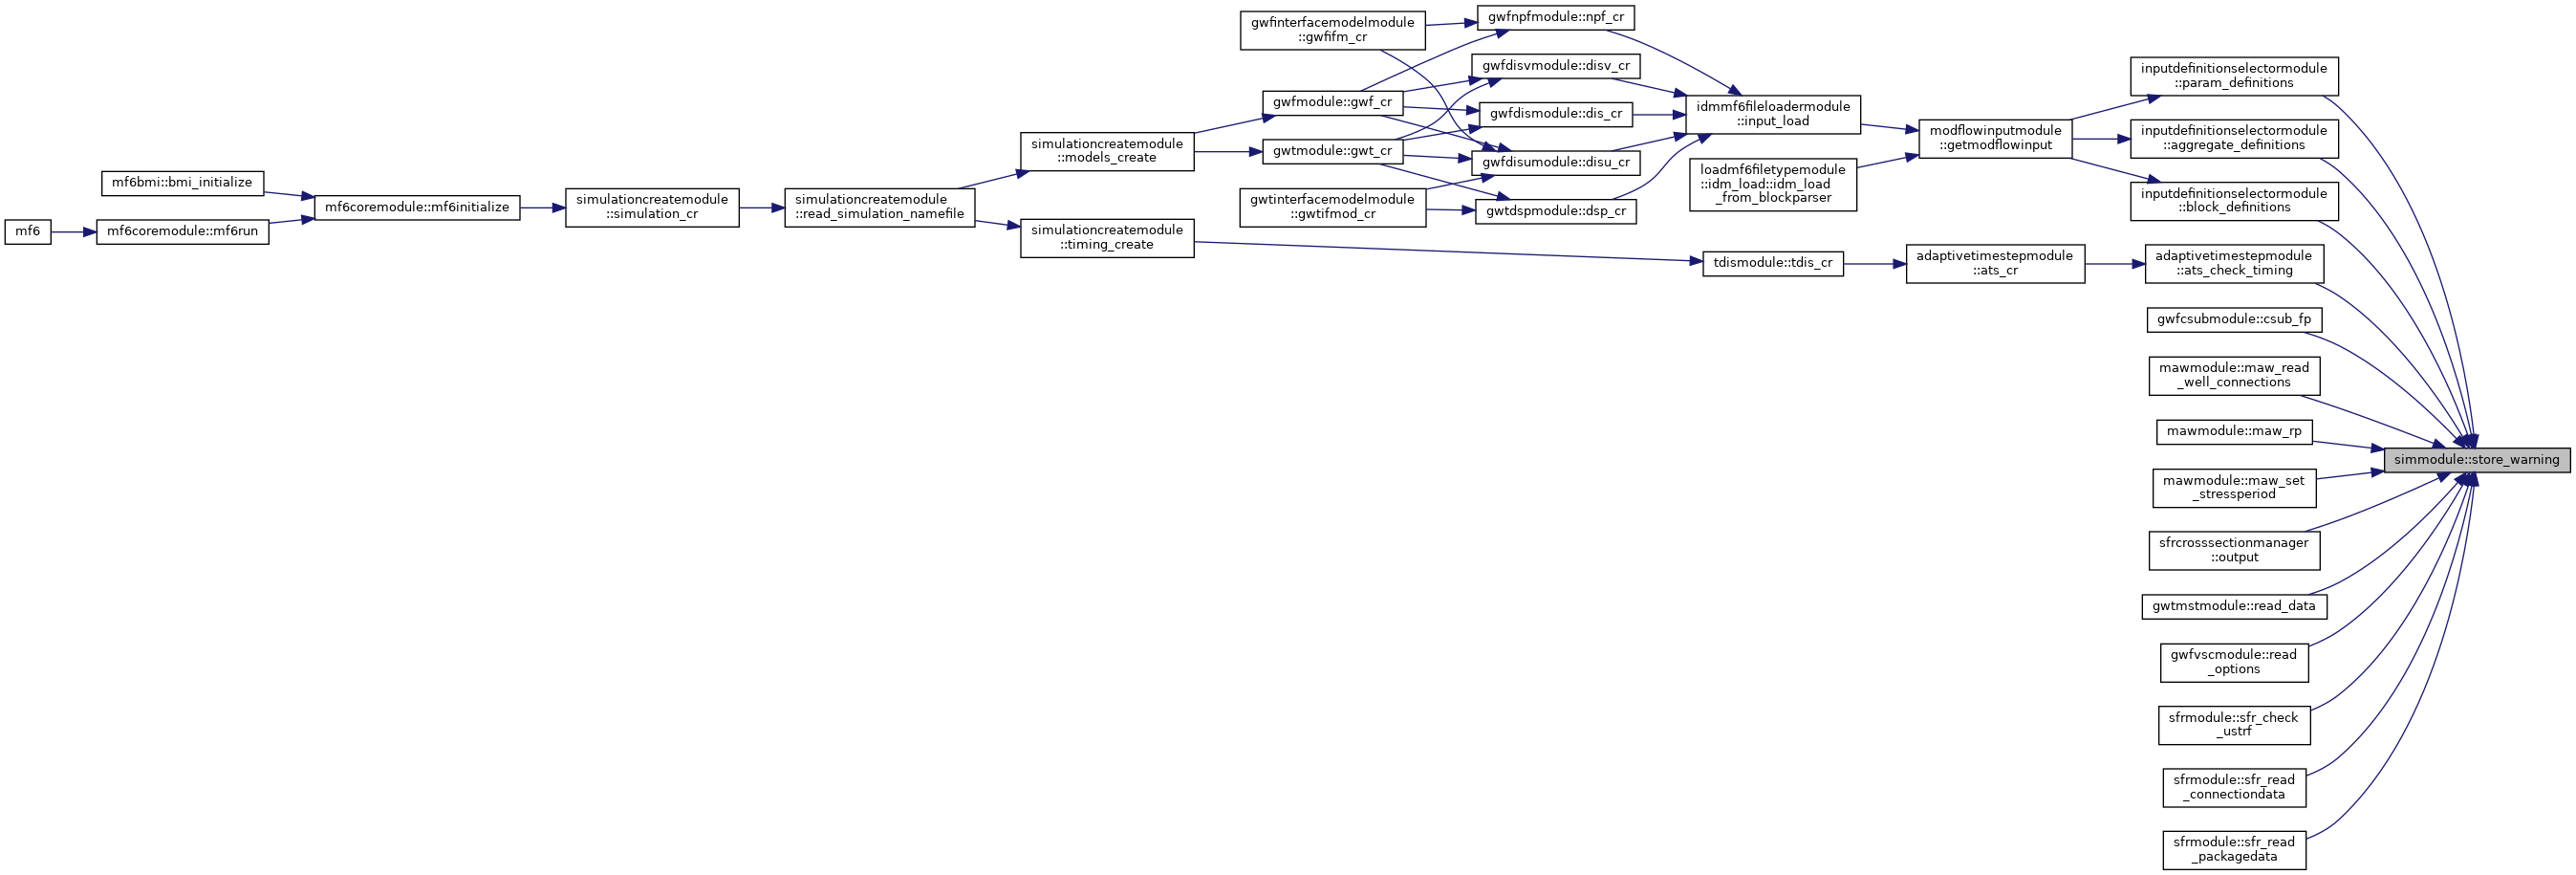 mf6
mf6bmi::bmi_initialize
mf6coremodule::mf6run
mf6coremodule::mf6initialize
simulationcreatemodule
::simulation_cr
simulationcreatemodule
::read_simulation_namefile
simulationcreatemodule
::models_create
simulationcreatemodule
::timing_create
gwfinterfacemodelmodule
::gwfifm_cr
gwfmodule::gwf_cr
gwtmodule::gwt_cr
gwtinterfacemodelmodule
::gwtifmod_cr
gwfnpfmodule::npf_cr
gwfdisvmodule::disv_cr
gwfdismodule::dis_cr
gwfdisumodule::disu_cr
gwtdspmodule::dsp_cr
idmmf6fileloadermodule
::input_load
loadmf6filetypemodule
::idm_load::idm_load
_from_blockparser
tdismodule::tdis_cr
modflowinputmodule
::getmodflowinput
adaptivetimestepmodule
::ats_cr
inputdefinitionselectormodule
::param_definitions
inputdefinitionselectormodule
::aggregate_definitions
inputdefinitionselectormodule
::block_definitions
adaptivetimestepmodule
::ats_check_timing
gwfcsubmodule::csub_fp
mawmodule::maw_read
_well_connections
mawmodule::maw_rp
mawmodule::maw_set
_stressperiod
sfrcrosssectionmanager
::output
gwtmstmodule::read_data
gwfvscmodule::read
_options
sfrmodule::sfr_check
_ustrf
sfrmodule::sfr_read
_connectiondata
sfrmodule::sfr_read
_packagedata
simmodule::store_warning